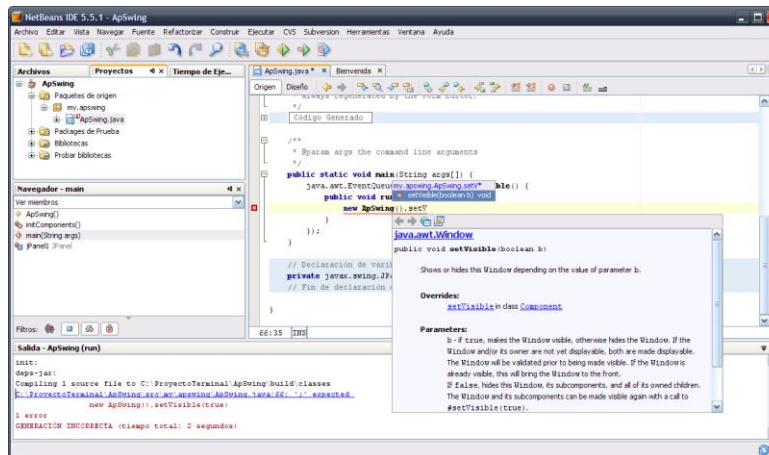 NetBeans IDE 5.5.1 - ApSwing
Archivo Editar Vista Navegar Fuente Refactorizar Construir Ejecutar CVS Subversion Herramientas Ventana Ayuda
Archivos Proyectos Tiempo de Eje...
ApSwing
Paquetes de origen
my.apswing
ApSwing.java
Packages de Prueba
Bibliotecas
Probar bibliotecas
Navegador - main
Ver miembros
ApSwing()
initComponents()
main(String args)
jPanel1 JPanel
Filtros:
ApSwing.java * Bienvenida
Origen Diseño
always regenerated by the Form Editor.
*/
Código Generado
/**
* @param args the command line arguments
*/
public static void main(String args[]) {
java.awt.EventQueu my.apswing.ApSwing.setV* ble() {
setVisible(boolean b) void
public void ru
new ApSwing().setV
}
});
}
// Declaración de varib
private javax.swing.JPa
// Fin de declaración
}
66:35 INS
java.awt.Window
public void setVisible(boolean b)
Shows or hides this Window depending on the value of parameter b.
Overrides:
setVisible in class Component
Parameters:
b - if true, makes the Window visible, otherwise hides the Window. If the
Window and/or its owner are not yet displayable, both are made displayable.
The Window will be validated prior to being made visible. If the Window is
already visible, this will bring the Window to the front.
If false, hides this Window, its subcomponents, and all of its owned children.
The Window and its subcomponents can be made visible again with a call to
#setVisible(true).
Salida - ApSwing (run)
init:
deps-jar:
Compiling 1 source file to C:\ProyectoTerminal\ApSwing\build\classes
C:\ProyectoTerminal\ApSwing\src\my\apswing\ApSwing.java:66: ';' expected
new ApSwing().setVisible(true)
1 error
GENERACIÓN INCORRECTA (tiempo total: 2 segundos)